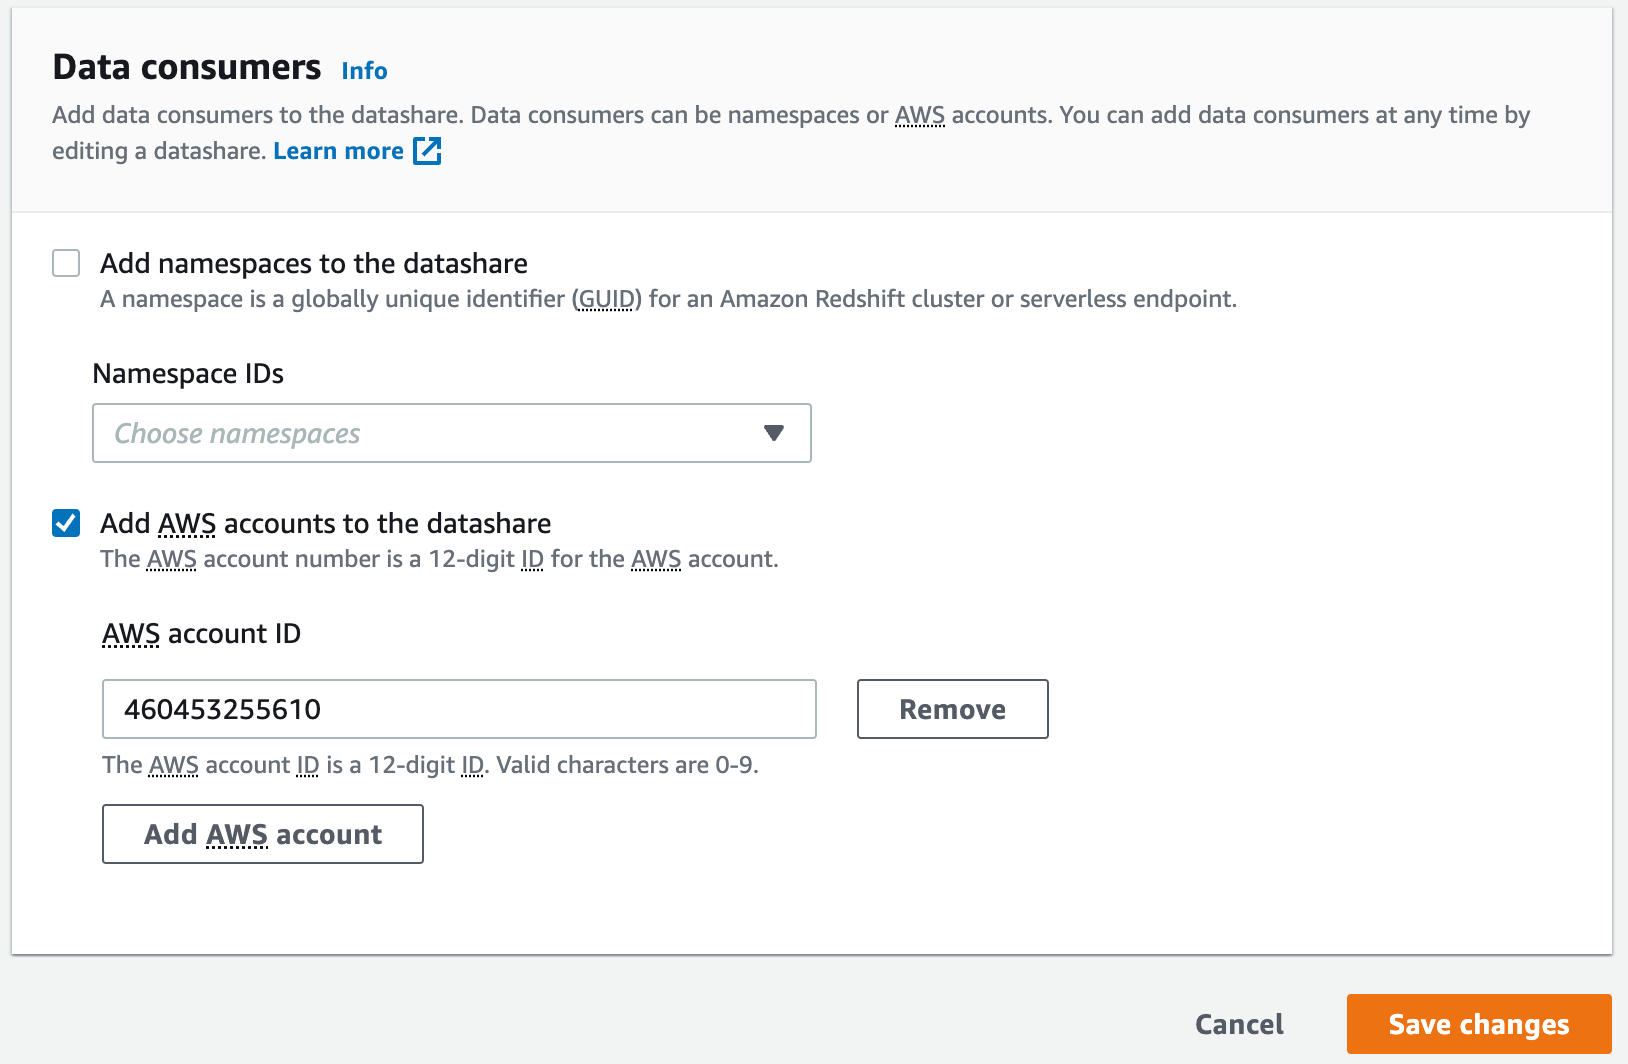 Data consumers Info
Add data consumers to the datashare. Data consumers can be namespaces or AWS accounts. You can add data consumers at any time by
editing a datashare. Learn more
Add namespaces to the datashare
A namespace is a globally unique identifier (GUID) for an Amazon Redshift cluster or serverless endpoint.
Namespace IDs
Choose namespaces
Add AWS accounts to the datashare
The AWS account number is a 12-digit ID for the AWS account.
AWS account ID
460453255610
Remove
The AWS account ID is a 12-digit ID. Valid characters are 0-9.
Add AWS account
Cancel
Save changes